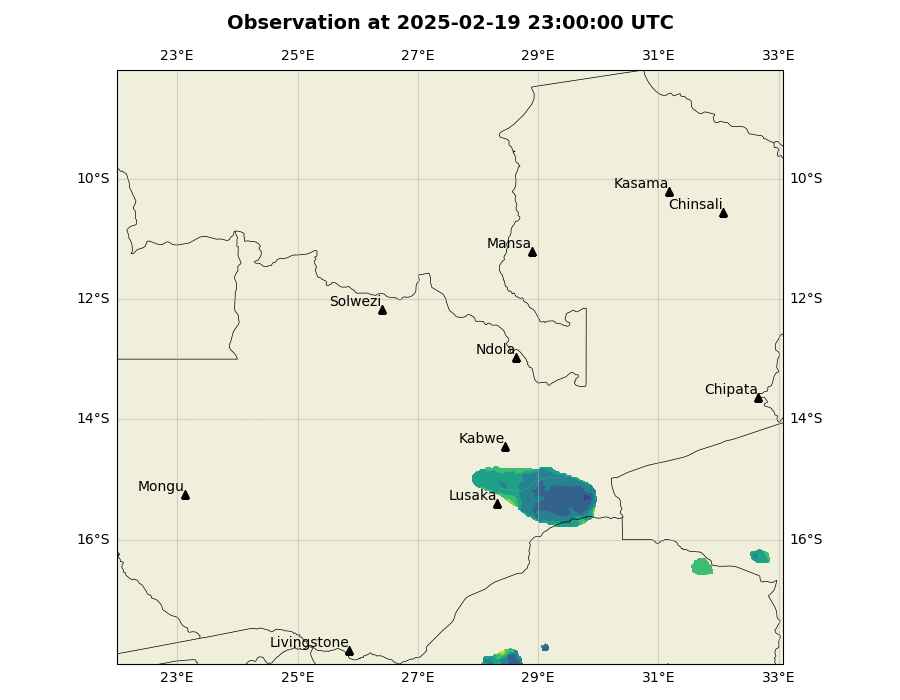 Observation at 2025-02-19 23:00:00 UTC
23°E 25°E 27°E 29°E 31°E 33°E
10°S 10°S
Kasama
Chinsali
Mansa
12°S 12°S
Solwezi
Ndola
Chipata
14°S 14°S
Kabwe
Mongu
Lusaka
16°S 16°S
Livingstone
23°E 25°E 27°E 29°E 31°E 33°E